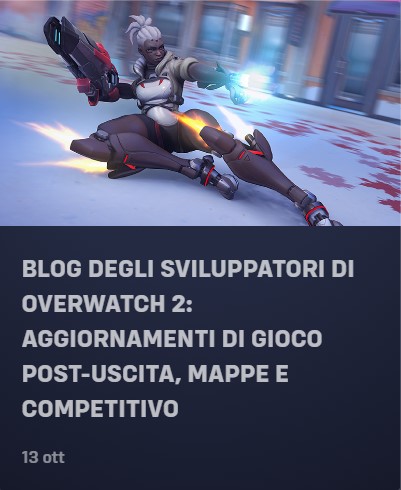 BLOG DEGLI SVILUPPATORI DI
OVERWATCH 2:
AGGIORNAMENTI DI GIOCO
POST-USCITA, MAPPE E
COMPETITIVO
13 ott